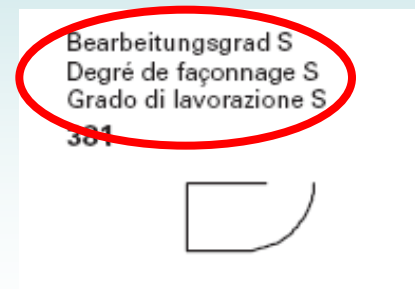 Bearbeitungsgrad S
Degré de façonnage S
Grado di lavorazione S
381